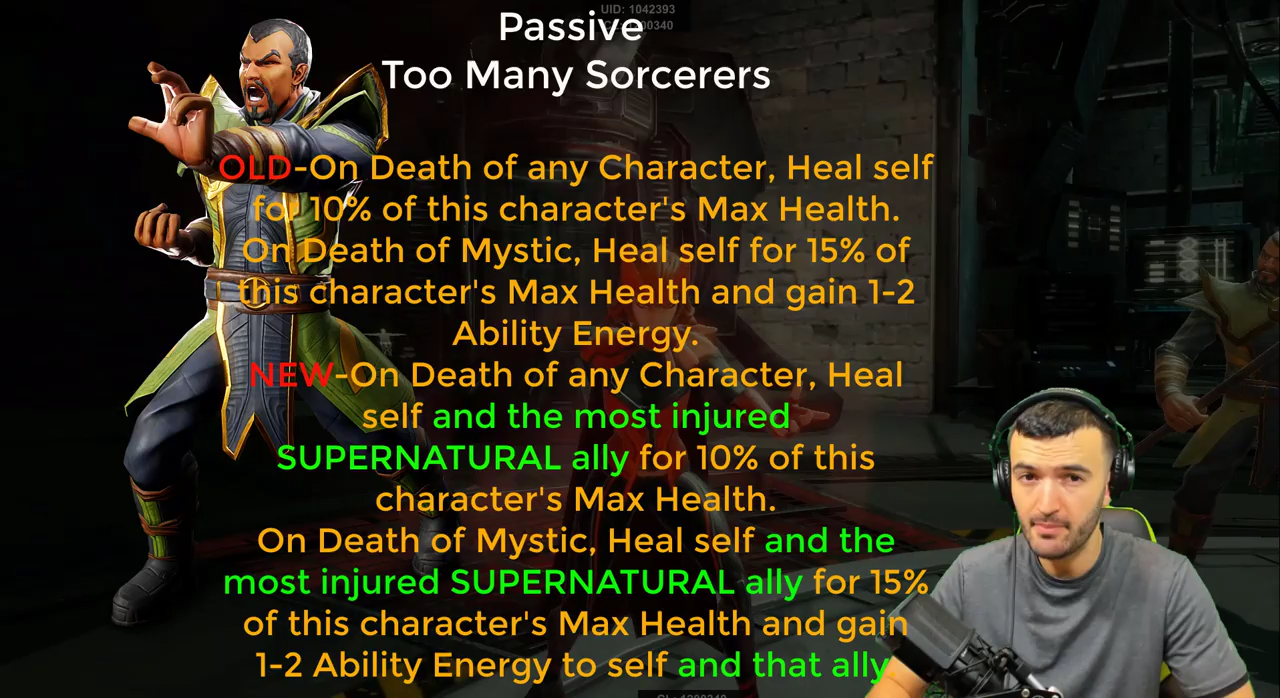 UID: 1042393
Passive
Too Many Sorcerers
OLD-On Death of any Character, Heal self
for 10% of this character's Max Health.
On Death of Mystic, Heal self for 15% of
this character's Max Health and gain 1-2
Ability Energy.
NEW-On Death of any Character, Heal
self and the most injured
SUPERNATURAL ally for 10% of this
character's Max Health.
On Death of Mystic, Heal self and the
most injured SUPERNATURAL ally for 15%
of this character's Max Health and gain
1-2 Ability Energy to self and that ally